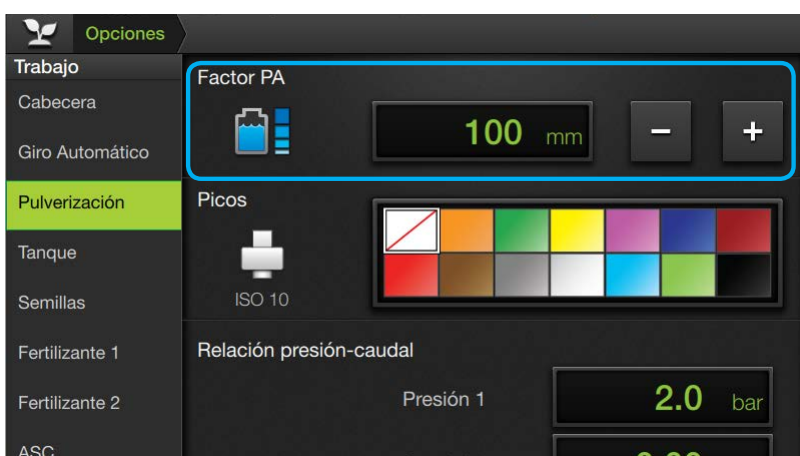 Opciones
Trabajo
Cabecera
Giro Automático
Pulverización
Tanque
Semillas
Fertilizante 1
Fertilizante 2
ASC
Factor PA
100 mm
Picos
ISO 10
Relación presión-caudal
Presión 1
2.0 bar